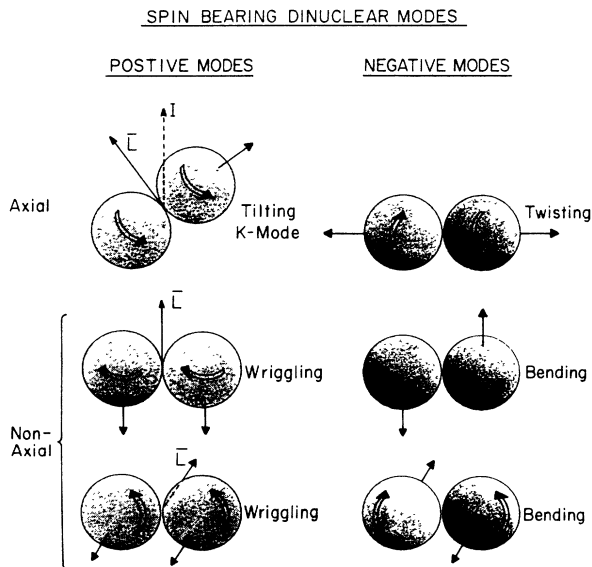 SPIN BEARING DINUCLEAR MODES
POSTIVE MODES
NEGATIVE MODES
I
L̅
Axial
Tilting
K-Mode
Twisting
L̅
Wriggling
Bending
Non-
Axial
L̅
Wriggling
Bending